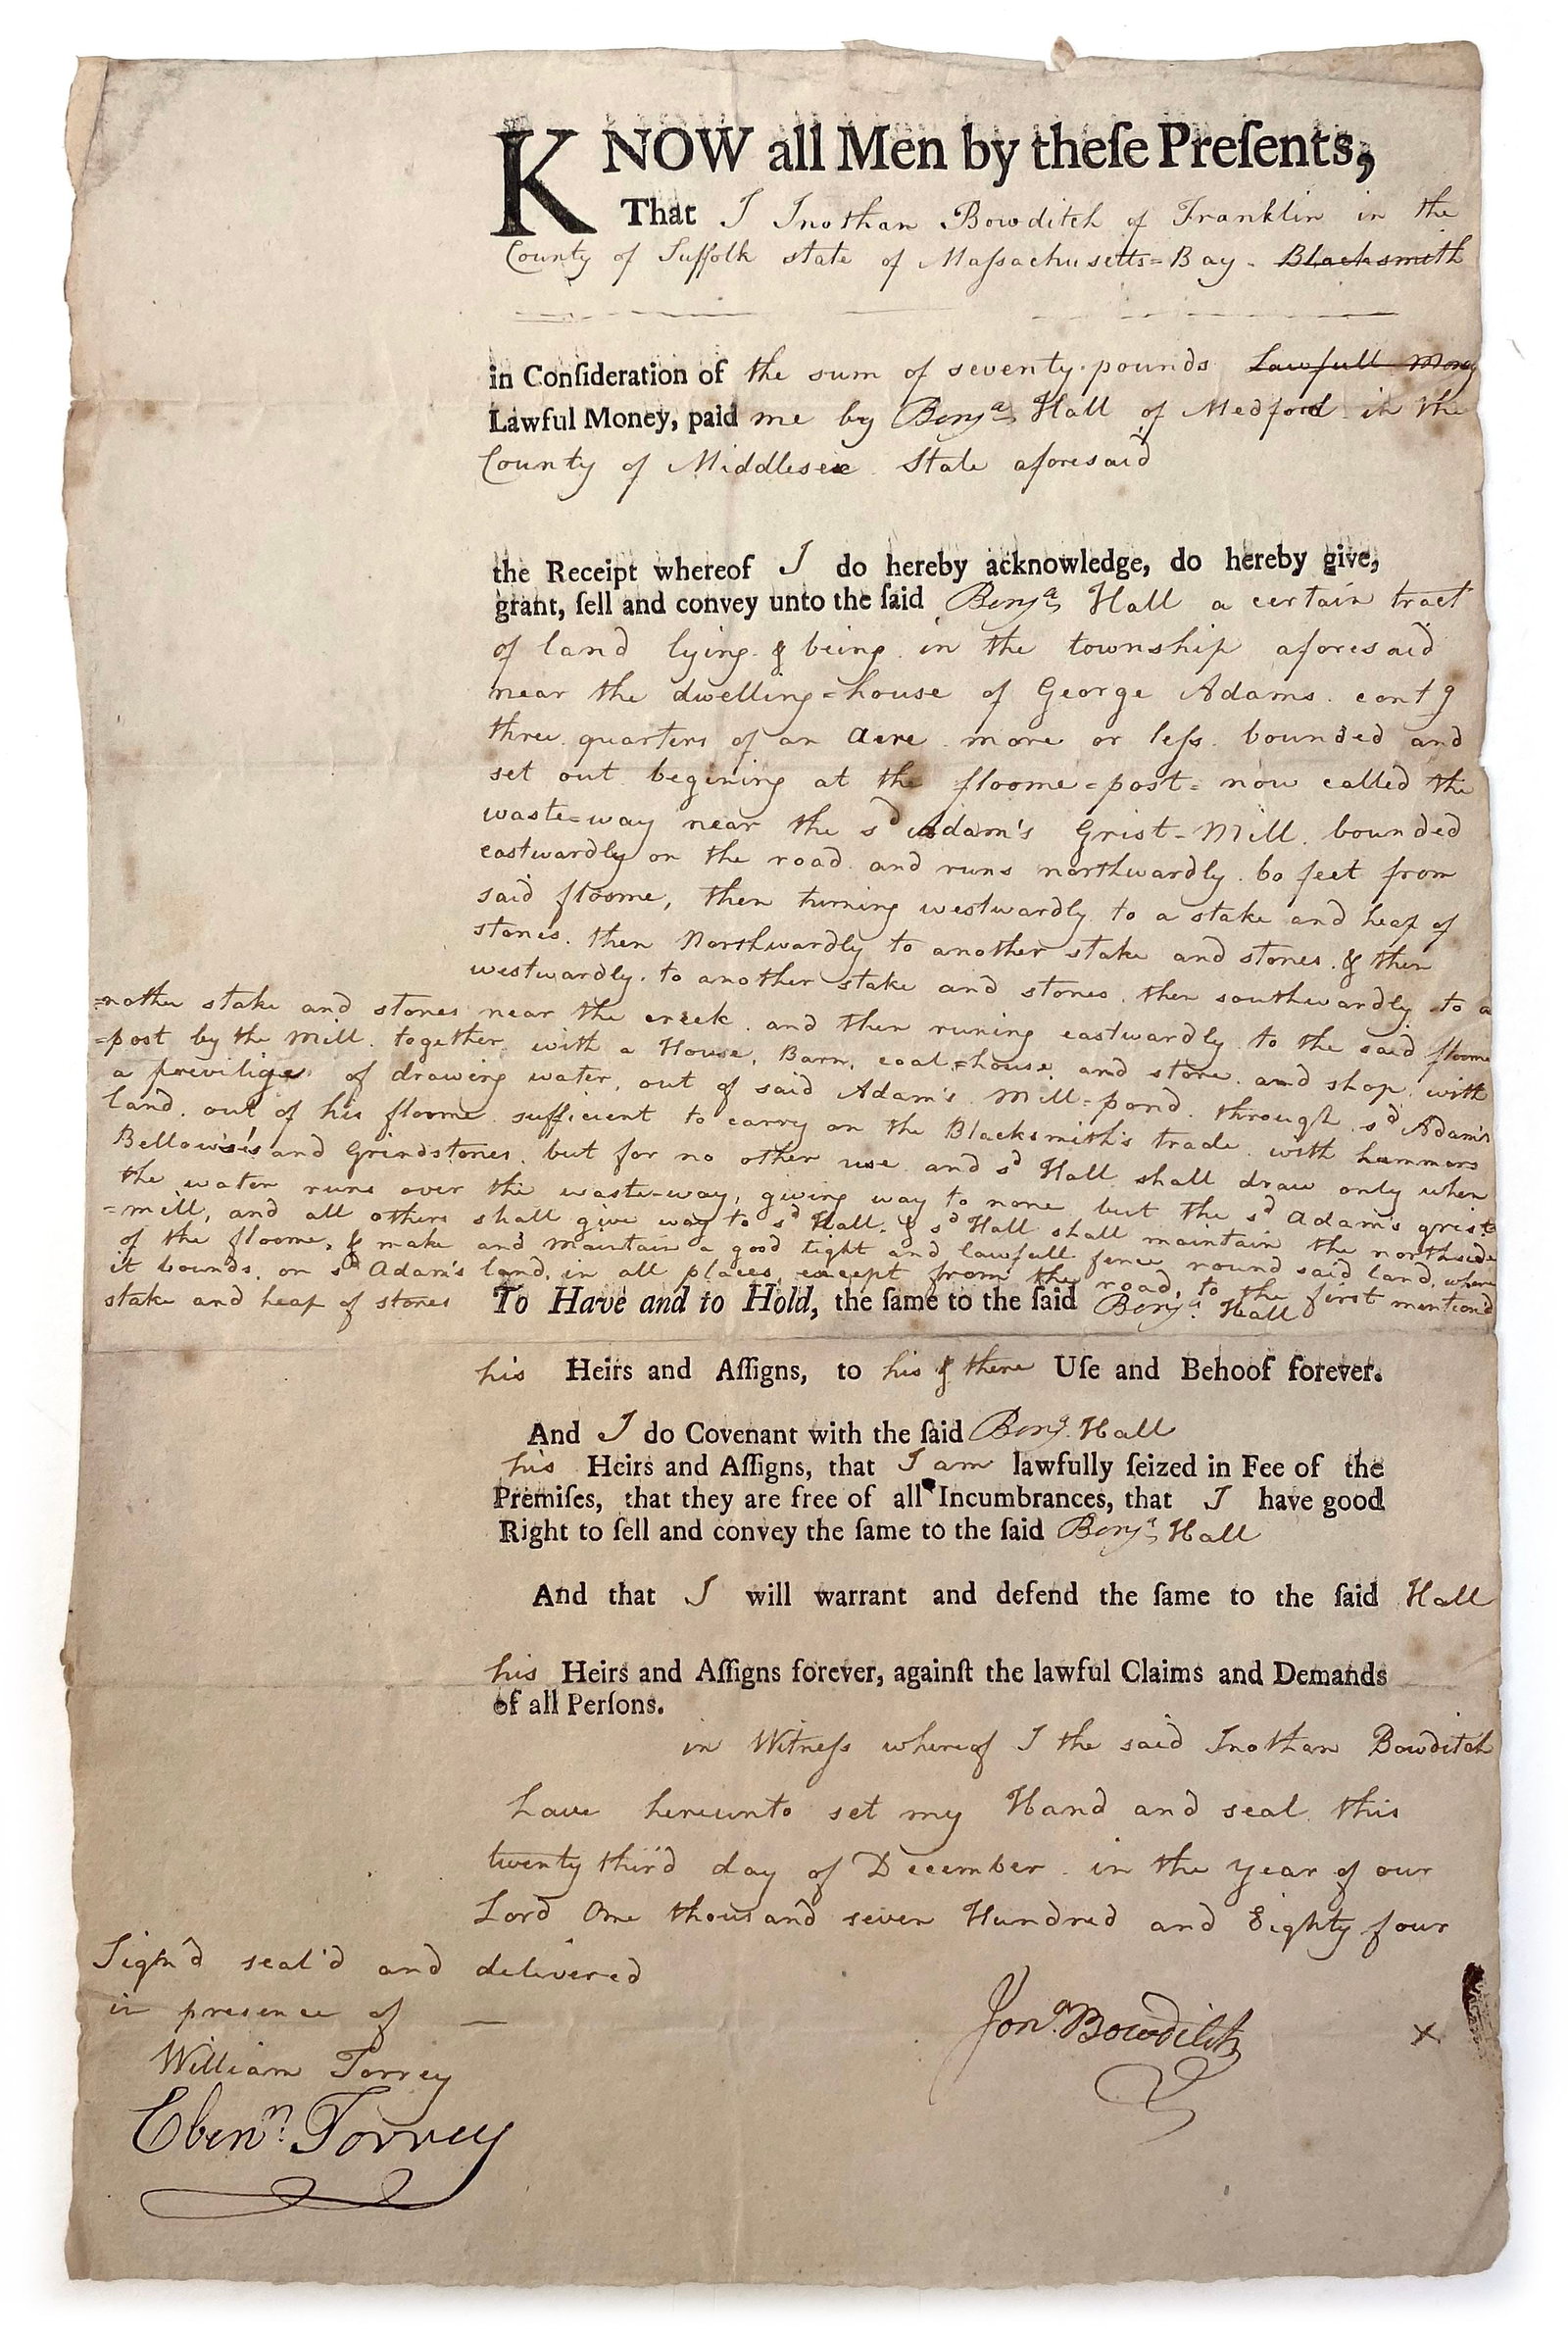 KNOW all Men by theſe Preſents,
That I Jnothan Bowditch of Franklin in the
County of Suffolk state of Maſsachusetts=Bay - Blacksmith
in Conſideration of the sum of seventy pounds Lawfull Mony
Lawful Money, paid me by Benjª Hall of Medford in the
County of Middlesex State aforesaid
the Receipt whereof I do hereby acknowledge, do hereby give,
grant, ſell and convey unto the ſaid Benjª Hall a certain tract
of land lying & being in the township aforesaid
near the dwelling=house of George Adams. contg
three quarters of an Acre more or leſs. bounded and
set out begining at the floome=post= now called the
waste=way near the sd Adam's Grist-Mill. bounded
eastwardly on the road and runs northwardly. 60 feet from
said floome, then turning westwardly to a stake and heap of
stones. then Northwardly to another stake and stones. & then
westwardly. to another stake and stones. then southwardly to a
=nother stake and stones near the creek. and then runing eastwardly to the said floome
=post by the Mill. together with a House, Barn, coal=house and store. and shop. with
a previlige of drawing water, out of said Adam's Mill=pond. through sd Adam's
land. out of his floome sufficient to carry on the Blacksmith's trade with hammers
Bellows's and Grindstones. but for no other use and sd Hall shall draw only when
the water runs over the waste-way, giving way to none but the sd Adam's grist
=mill, and all others shall give way to sd Hall. & sd Hall shall maintain the northside
of the floome, & make and maintain a good tight and lawfull fence round said land, where
it bounds. on sd Adam's land. in all places except from the road, to the first mention'd
stake and heap of stones To Have and to Hold, the ſame to the ſaid Benjª Hall
his Heirs and Aſſigns, to his & there Uſe and Behoof forever.
And I do Covenant with the ſaid Benjª Hall
his Heirs and Aſſigns, that I am lawfully ſeized in Fee of the
Premiſes, that they are free of all Incumbrances, that I have good
Right to ſell and convey the ſame to the ſaid Benjª Hall
And that I will warrant and defend the ſame to the ſaid Hall
his Heirs and Aſſigns forever, againſt the lawful Claims and Demands
of all Perſons.
in Witneſs whereof I the said Jnothan Bowditch
have hereunto set my Hand and seal this
twenty third day of December in the year of our
Lord One thousand seven Hundred and Eighty four
Sign'd seal'd and delivered
in presence of —
William Torrey
Jonª Bowditch x
Ebenr Torrey